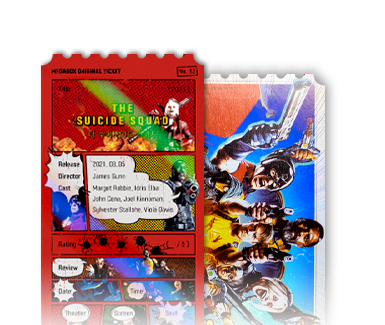 MEGABOX ORIGINAL TICKET
No. 32
Title
THE
SUICIDE SQUAD
Release 2021.08.05
Director James Gunn
Cast Margot Robbie, Idris Elba
John Cena, Joel Kinnaman
Sylvester Stallone, Viola Davis
Rating / 5
Review
Date Time
Theater Screen Seat